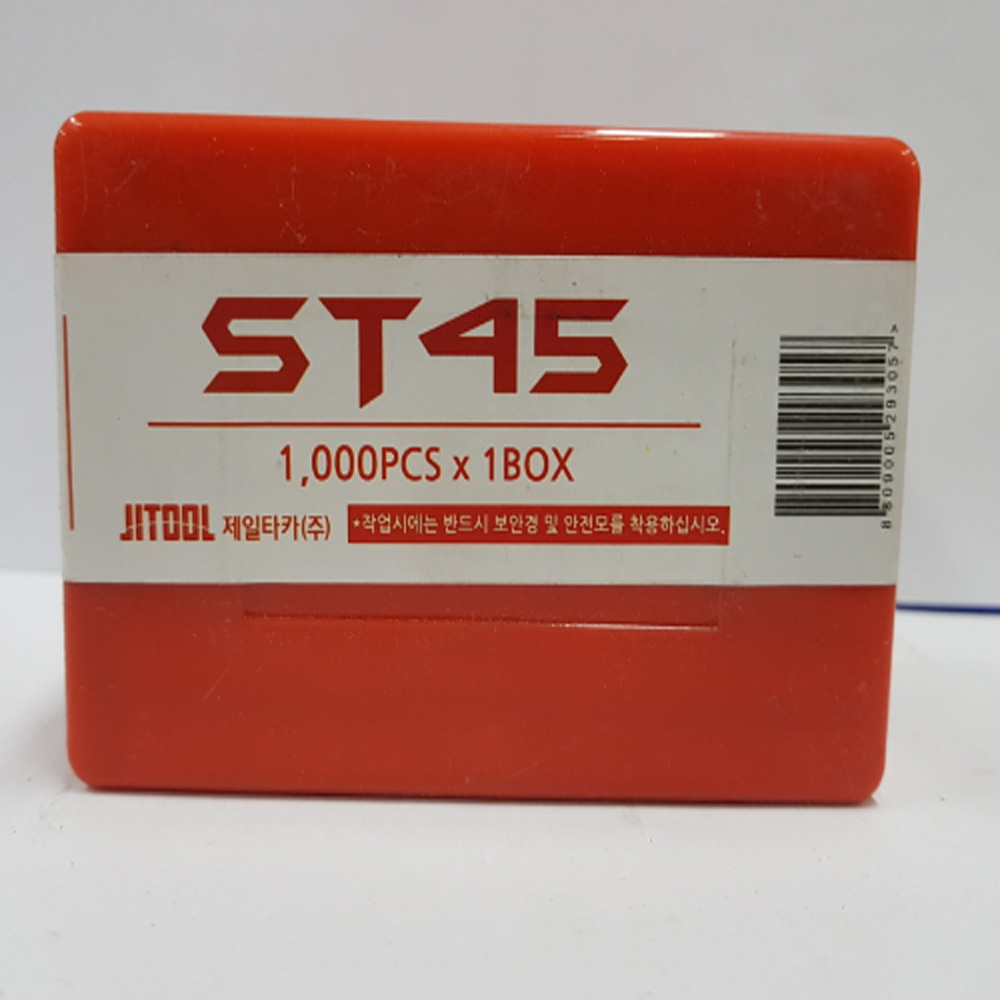 ST45
1,000PCS x 1BOX
JITOOL 제일타카(주) *작업시에는 반드시 보안경 및 안전모를 착용하십시오.
8809005293057